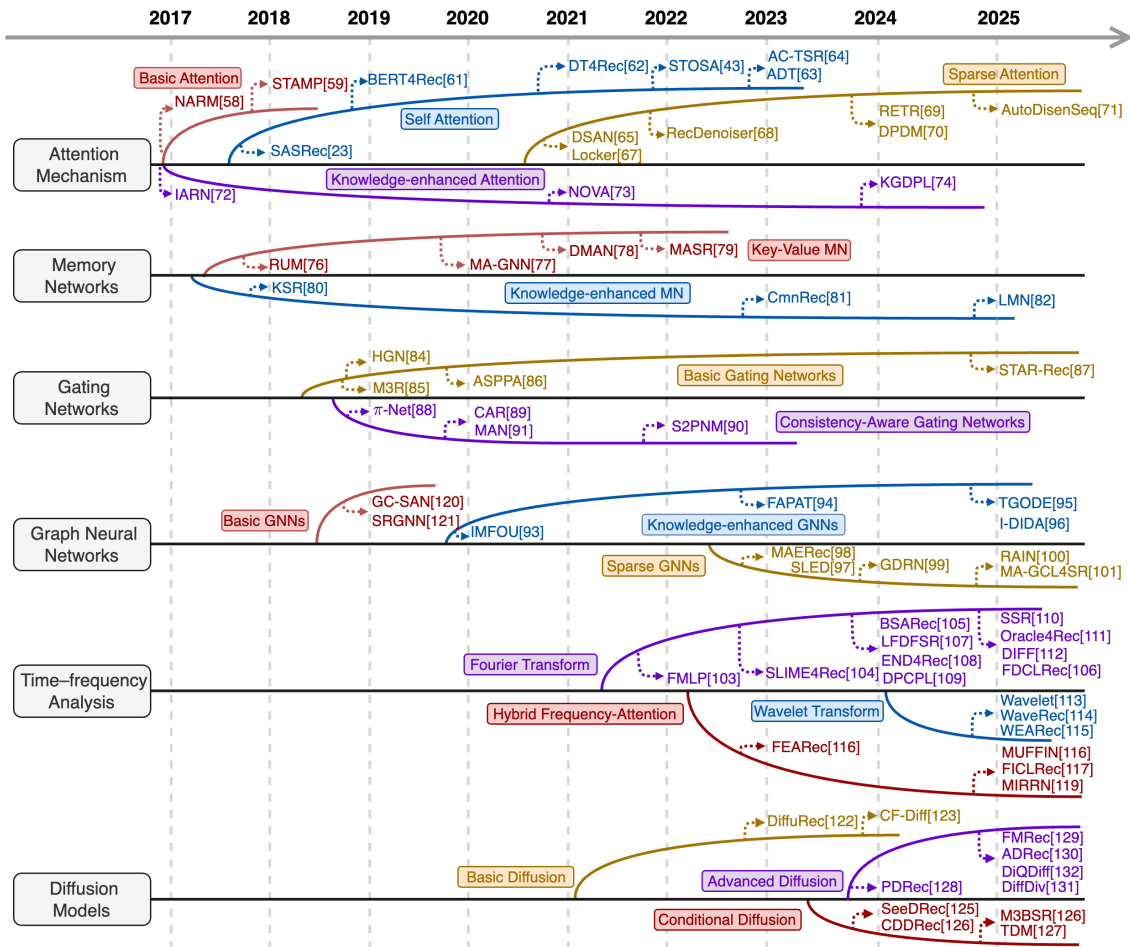 2017 2018 2019 2020 2021 2022 2023 2024 2025
Attention
Mechanism
Basic Attention
NARM[58]
STAMP[59]
BERT4Rec[61]
DT4Rec[62]
STOSA[43]
AC-TSR[64]
ADT[63]
Self Attention
SASRec[23]
Sparse Attention
DSAN[65]
Locker[67]
RecDenoiser[68]
RETR[69]
DPDM[70]
AutoDisenSeq[71]
Knowledge-enhanced Attention
IARN[72]
NOVA[73]
KGDPL[74]
Memory
Networks
RUM[76]
MA-GNN[77]
DMAN[78]
MASR[79]
Key-Value MN
KSR[80]
Knowledge-enhanced MN
CmnRec[81]
LMN[82]
Gating
Networks
HGN[84]
M3R[85]
ASPPA[86]
Basic Gating Networks
STAR-Rec[87]
π-Net[88]
CAR[89]
MAN[91]
S2PNM[90]
Consistency-Aware Gating Networks
Graph Neural
Networks
Basic GNNs
GC-SAN[120]
SRGNN[121]
IMFOU[93]
Knowledge-enhanced GNNs
FAPAT[94]
TGODE[95]
I-DIDA[96]
Sparse GNNs
MAERec[98]
SLED[97]
GDRN[99]
RAIN[100]
MA-GCL4SR[101]
Time–frequency
Analysis
Fourier Transform
FMLP[103]
SLIME4Rec[104]
BSARec[105]
LFDFSR[107]
END4Rec[108]
DPCPL[109]
SSR[110]
Oracle4Rec[111]
DIFF[112]
FDCLRec[106]
Hybrid Frequency-Attention
Wavelet Transform
Wavelet[113]
WaveRec[114]
WEARec[115]
FEARec[116]
MUFFIN[116]
FICLRec[117]
MIRRN[119]
Diffusion
Models
Basic Diffusion
DiffuRec[122]
CF-Diff[123]
Advanced Diffusion
PDRec[128]
FMRec[129]
ADRec[130]
DiQDiff[132]
DiffDiv[131]
Conditional Diffusion
SeeDRec[125]
CDDRec[126]
M3BSR[126]
TDM[127]